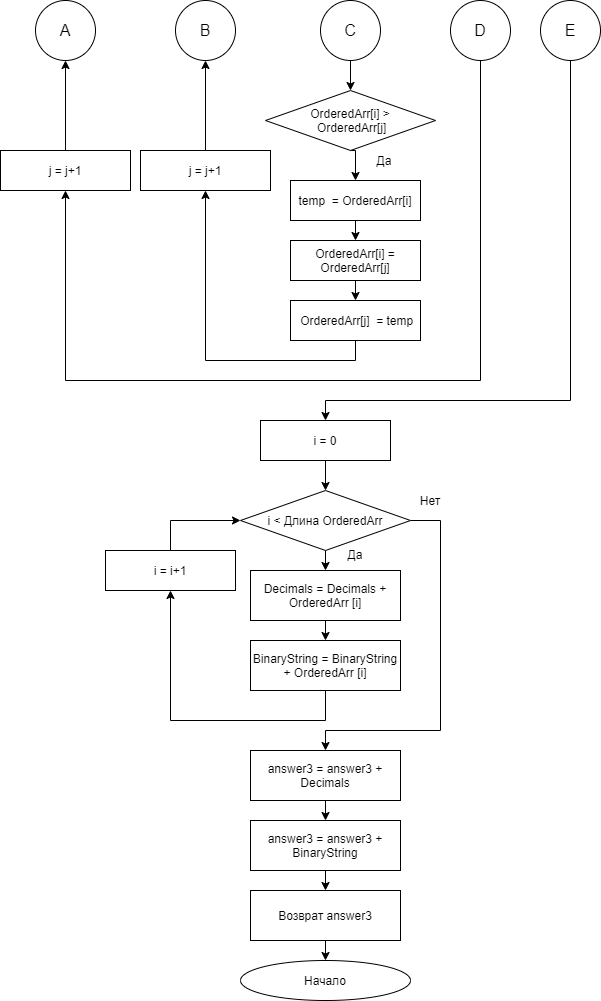 A
B
C
D
E
OrderedArr[i] >
OrderedArr[j]
Да
j = j+1
j = j+1
temp  = OrderedArr[i]
OrderedArr[i] =
OrderedArr[j]
OrderedArr[j]  = temp
i = 0
Нет
i < Длина OrderedArr
Да
i = i+1
Decimals = Decimals +
OrderedArr [i]
BinaryString = BinaryString
+ OrderedArr [i]
answer3 = answer3 +
Decimals
answer3 = answer3 +
BinaryString
Возврат answer3
Начало